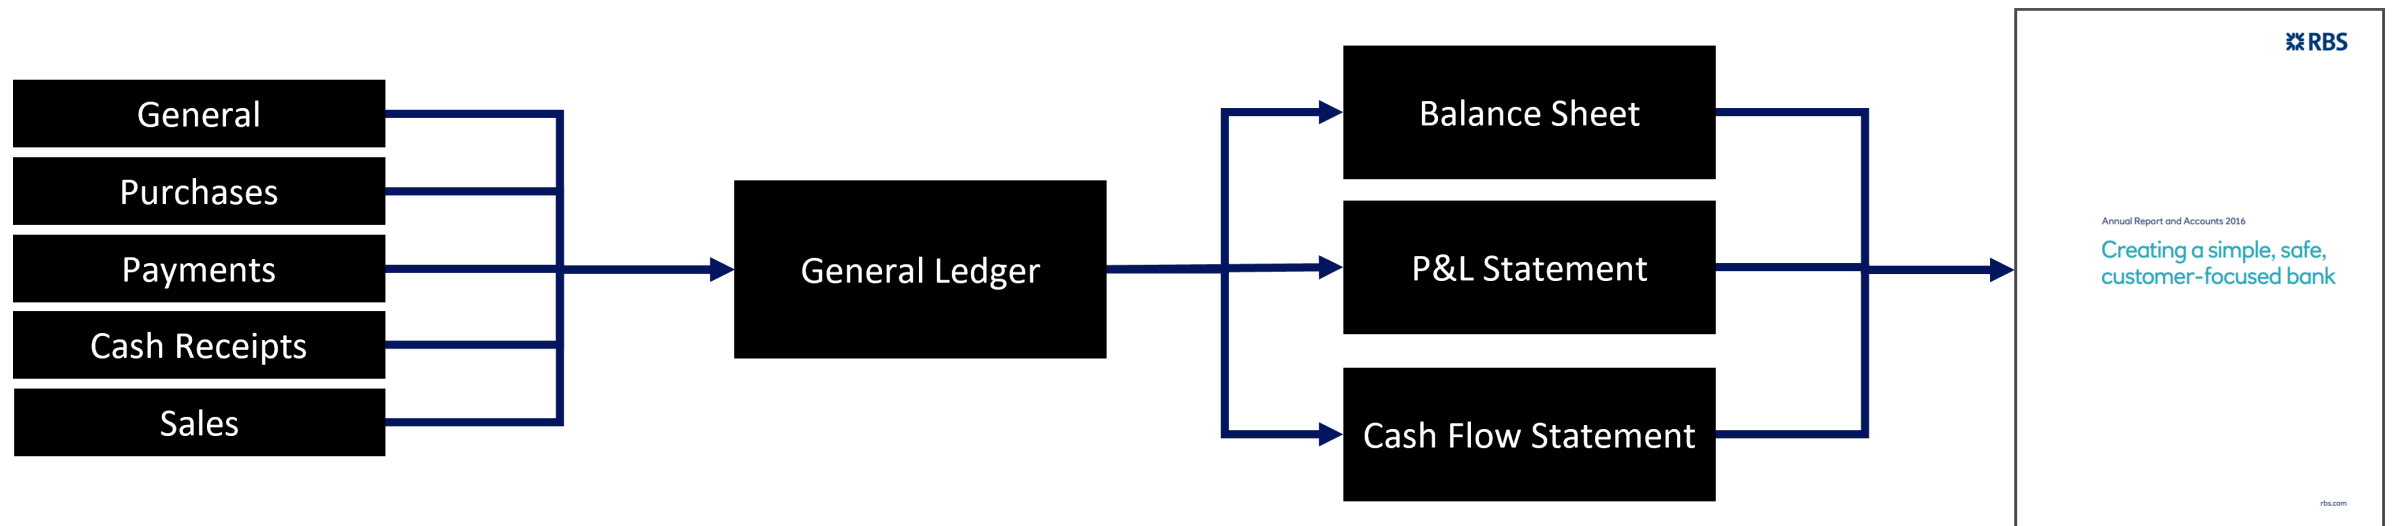 General
Purchases
Payments
Cash Receipts
Sales
General Ledger
Balance Sheet
P&L Statement
Cash Flow Statement
RBS
Annual Report and Accounts 2016
Creating a simple, safe,
customer-focused bank
rbs.com